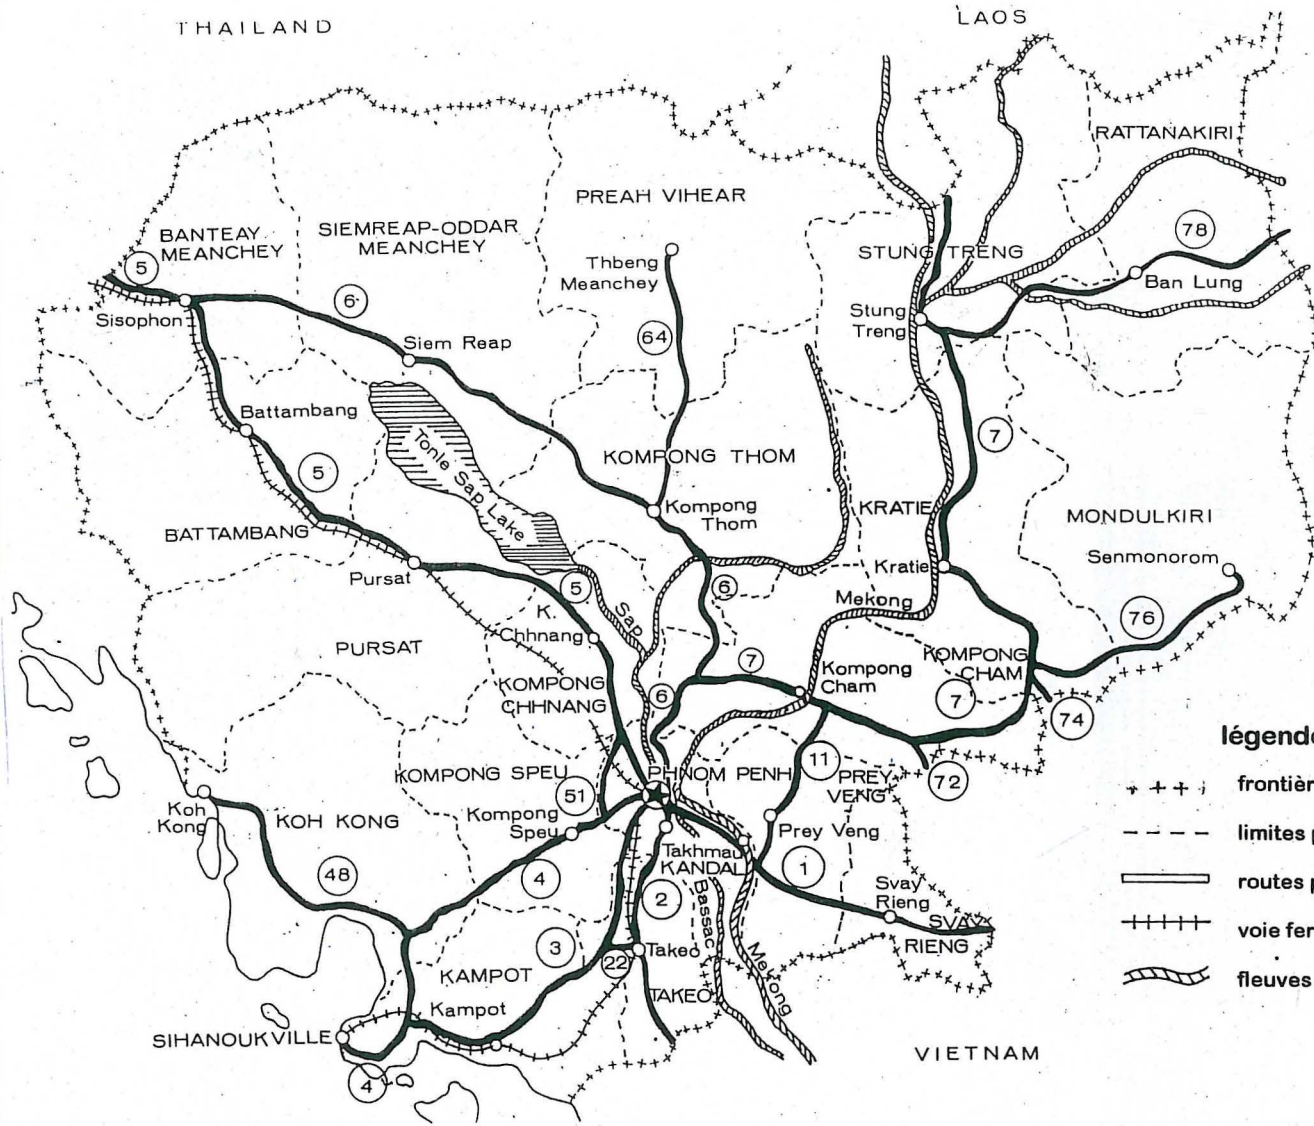 THAILAND
LAOS
RATTANAKIRI
PREAH VIHEAR
SIEMREAP-ODDAR
MEANCHEY
BANTEAY
MEANCHEY
5
78
STUNG TRENG
Thbeng
Meanchey
Ban Lung
6
Sisophon
Stung
Treng
64
Siem Reap
Battambang
7
Tonle Sap Lake
5
KOMPONG THOM
Kompong
Thom
KRATIE
MONDULKIRI
BATTAMBANG
Senmonorom
Pursat
Kratie
5
6
Mekong
K.
Chhnang
Sap
76
PURSAT
7
KOMPONG
CHAM
Kompong
Cham
KOMPONG
CHHNANG
6
7
74
légende
11
72
KOMPONG SPEU
PHNOM PENH
PREY
VENG
frontièr
51
Koh
Kong
KOH KONG
Kompong
Speu
Prey Veng
limites p
Takhmau
KANDAL
48
4
1
2
Svay
Rieng
routes p
Bassac
SVAY
RIENG
voie fer
3
22
Takeo
Mekong
KAMPOT
fleuves
Kampot
TAKEO
SIHANOUKVILLE
VIETNAM
4